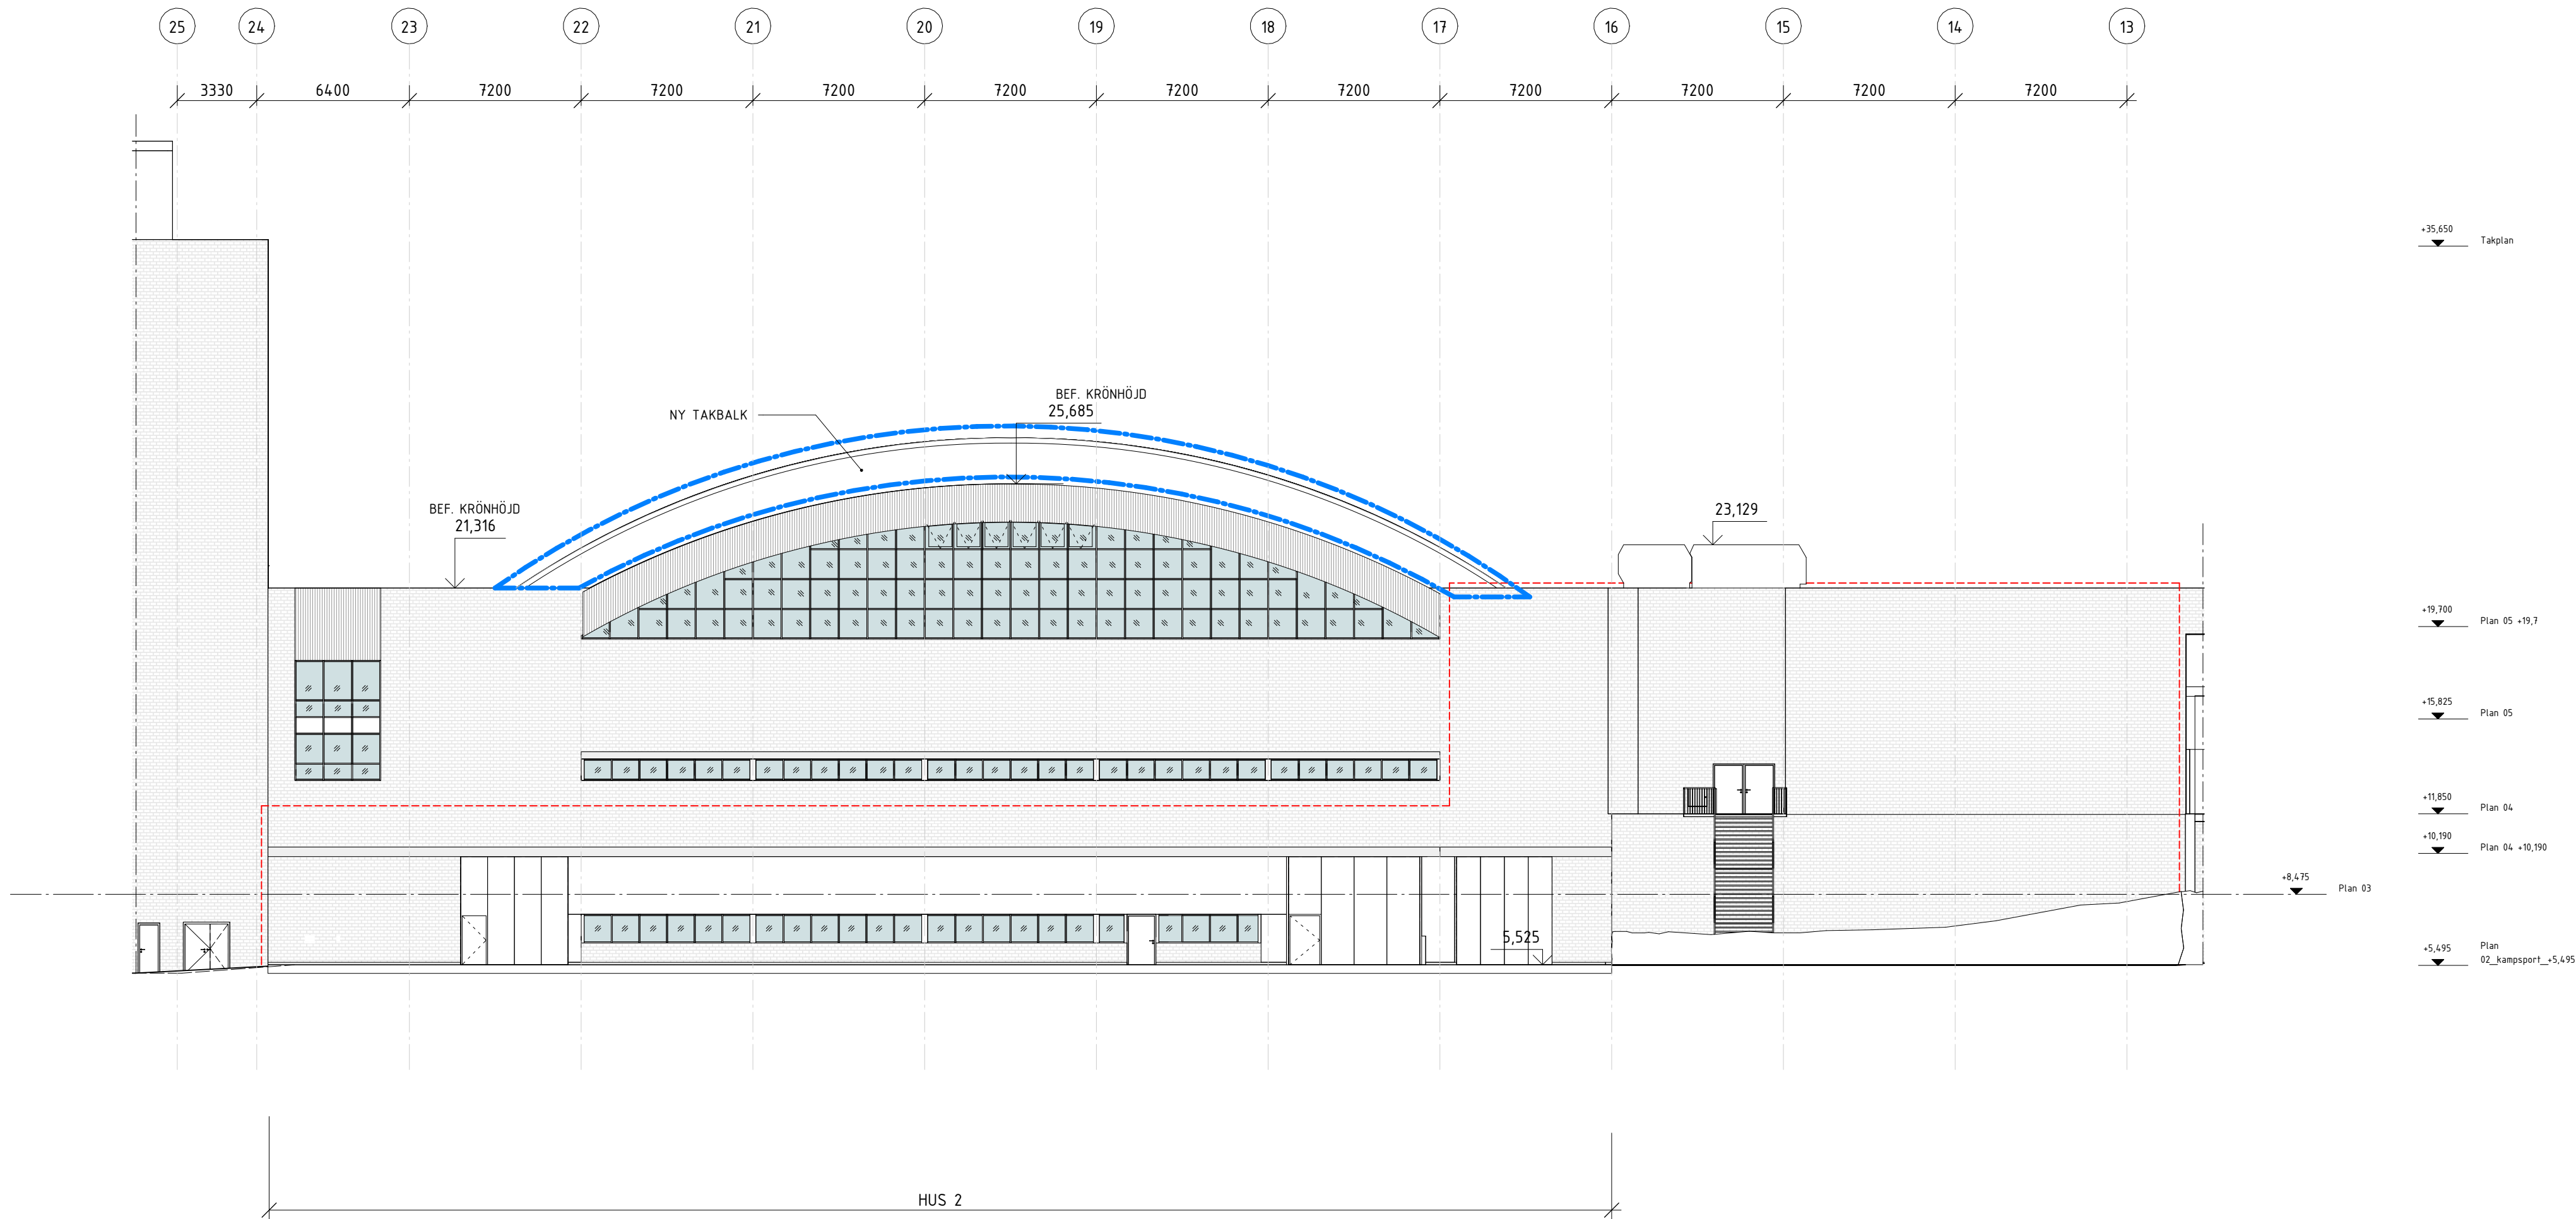 25 24 23 22 21 20 19 18 17 16 15 14 13
3330 6400 7200 7200 7200 7200 7200 7200 7200 7200 7200 7200
+35,650
Takplan
BEF. KRÖNHÖJD
25,685
NY TAKBALK
BEF. KRÖNHÖJD
21,316
23,129
+19,700
Plan 05 +19,7
+15,825
Plan 05
+11,850
Plan 04
+10,190
Plan 04 +10,190
+8,475
Plan 03
5,525
+5,495
Plan
02_kampsport_+5,495
HUS 2